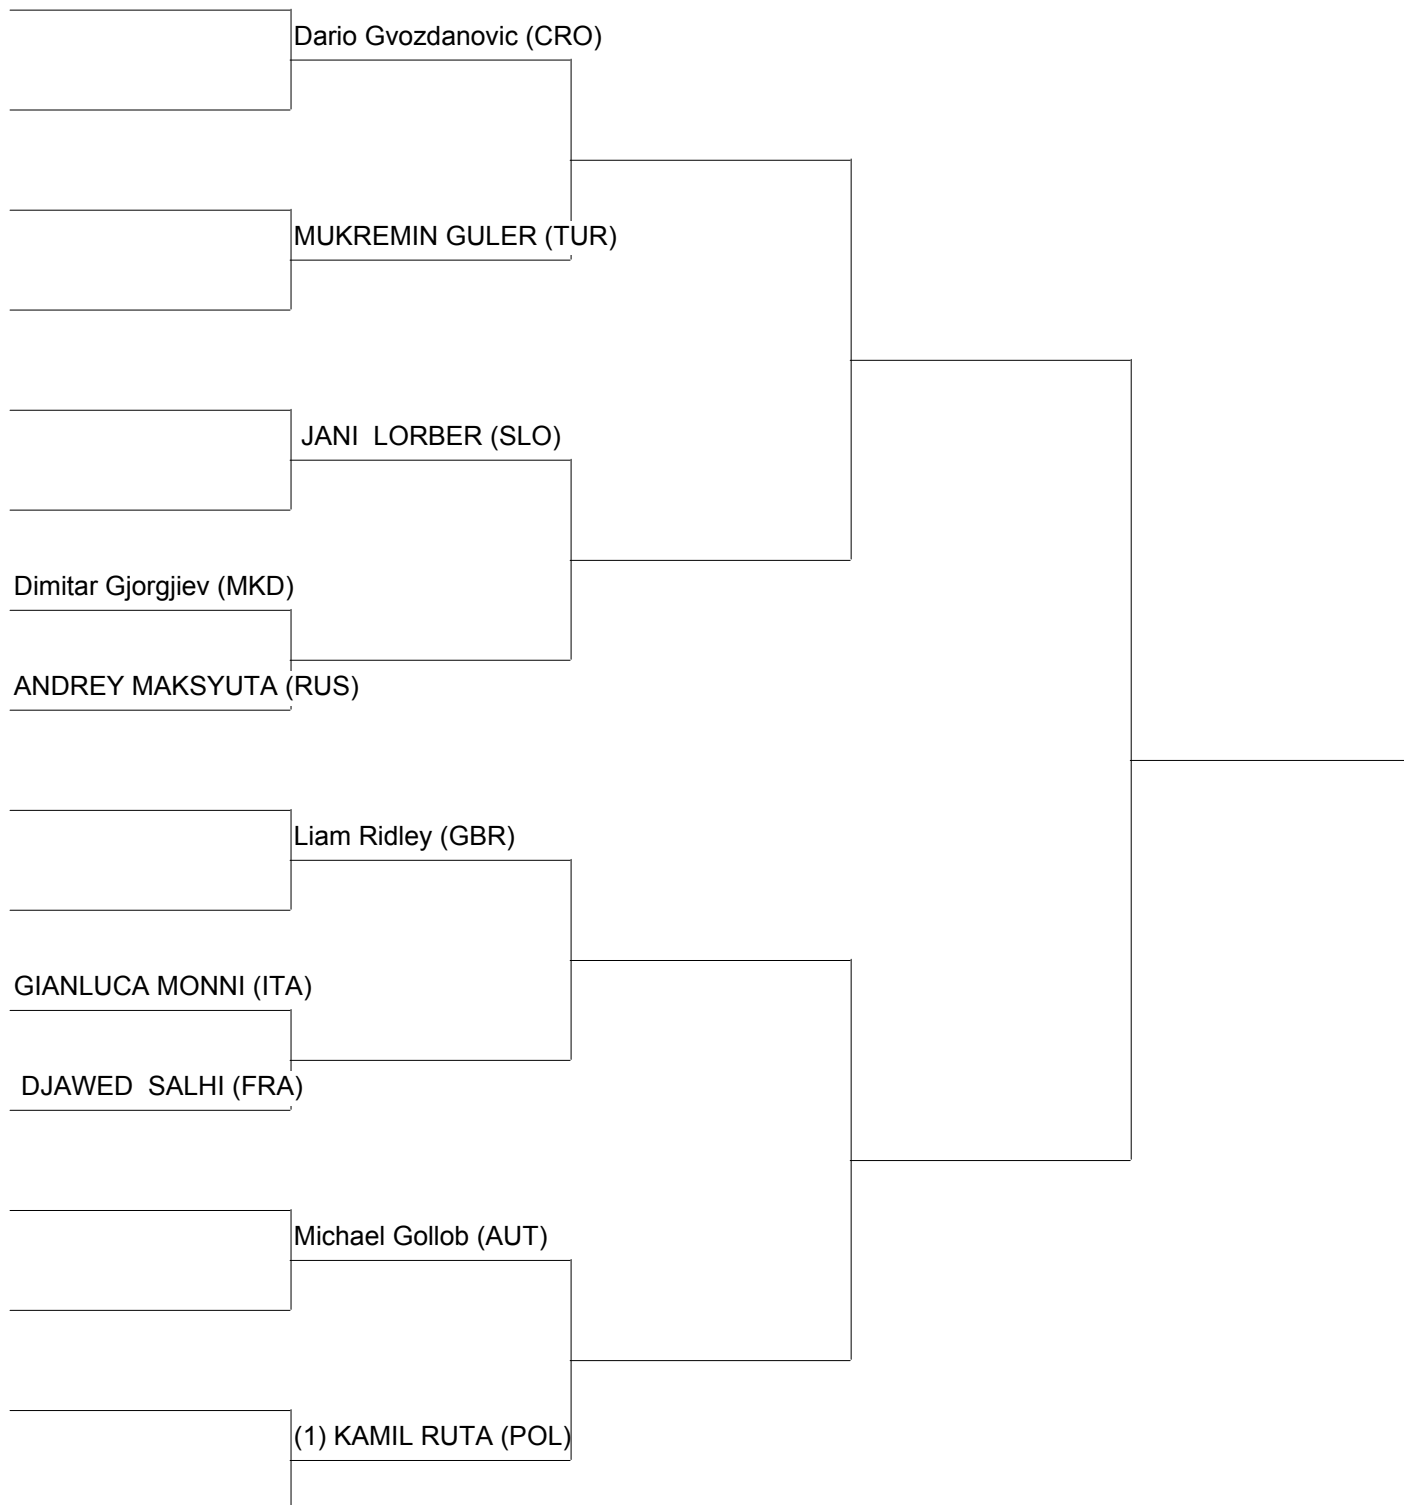 Dario Gvozdanovic (CRO)
MUKREMIN GULER (TUR)
JANI  LORBER (SLO)
Dimitar Gjorgjiev (MKD)
ANDREY MAKSYUTA (RUS)
Liam Ridley (GBR)
GIANLUCA MONNI (ITA)
DJAWED  SALHI (FRA)
Michael Gollob (AUT)
(1) KAMIL RUTA (POL)